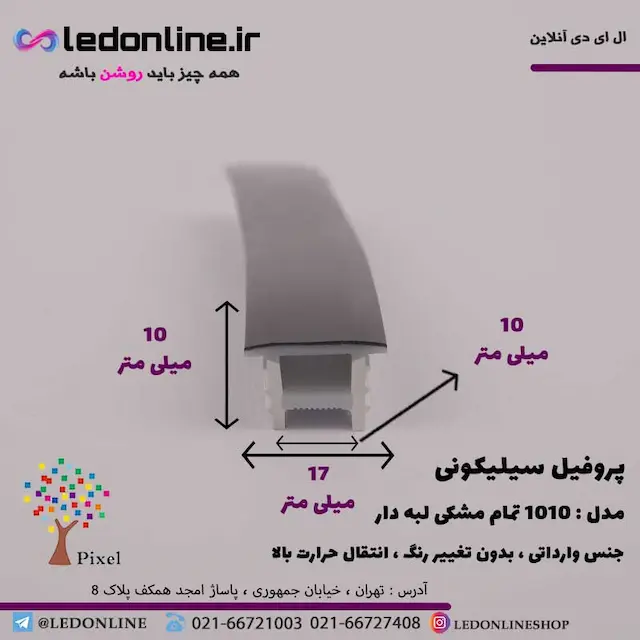 ledonline.ir
ال ای دی آنلاین
همه چیز باید روشن باشه
10
میلی متر
10
میلی متر
17
میلی متر
پروفیل سیلیکونی
مدل : 1010 تمام مشکی لبه دار
جنس وارداتی ، بدون تغییر رنگ ، انتقال حرارت بالا
Pixel
آدرس : تهران ، خیابان جمهوری ، پاساژ امجد همکف پلاک 8
@LEDONLINE
021-66721003 021-66727408
LEDONLINESHOP